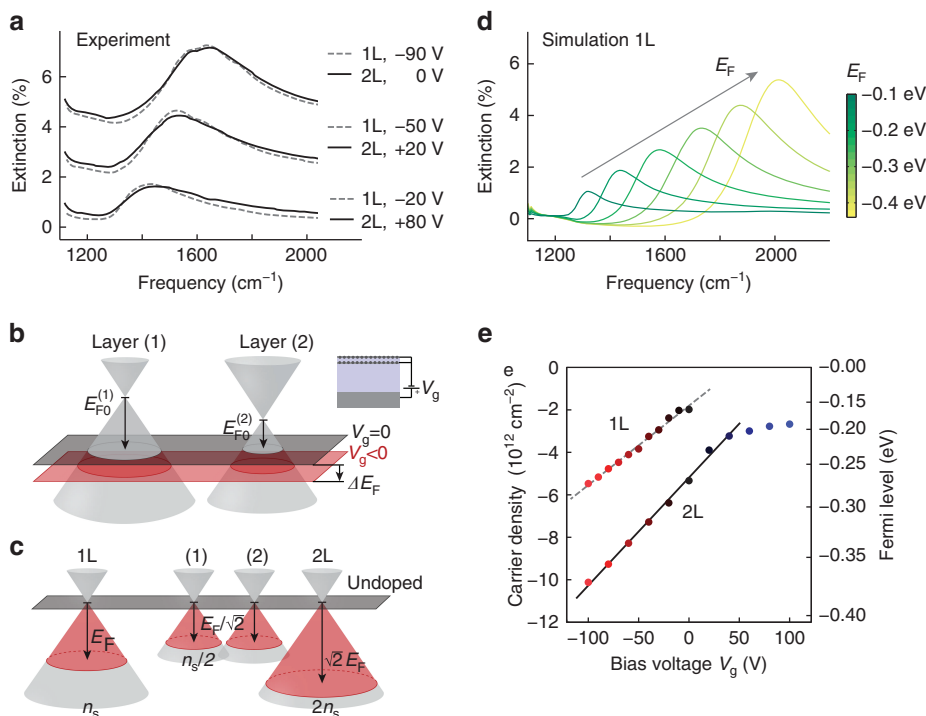 a
Experiment
1L, −90 V
2L, 0 V
1L, −50 V
2L, +20 V
1L, −20 V
2L, +80 V
Extinction (%)
6
4
2
0
1200
1600
2000
Frequency (cm⁻¹)
d
Simulation 1L
E_F
E_F
−0.1 eV
−0.2 eV
−0.3 eV
−0.4 eV
Extinction (%)
6
4
2
0
1200
1600
2000
Frequency (cm⁻¹)
b
Layer (1)
Layer (2)
E_F0^(1)
E_F0^(2)
V_g
V_g=0
V_g<0
ΔE_F
c
1L
(1)
(2)
2L
Undoped
E_F
E_F/√2
√2 E_F
n_s
n_s/2
2n_s
e
e
Carrier density (10¹² cm⁻²)
0
−2
−4
−6
−8
−10
−12
1L
2L
−0.00
−0.15
−0.20
−0.25
−0.30
−0.35
−0.40
Fermi level (eV)
−100
−50
0
50
100
Bias voltage V_g (V)